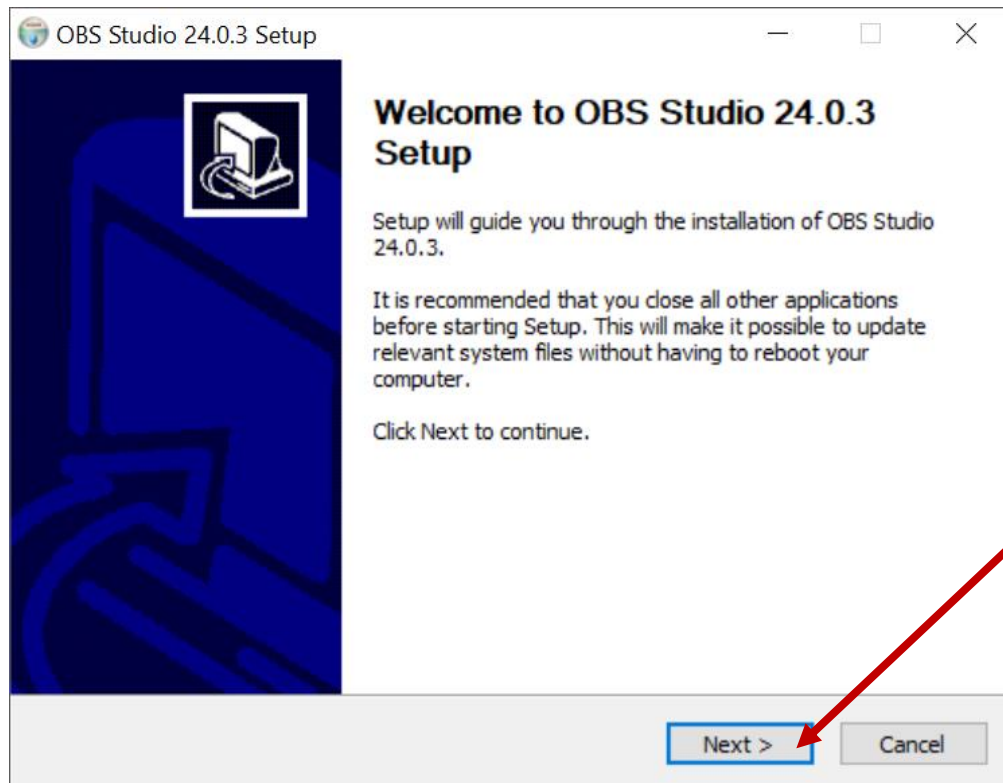 OBS Studio 24.0.3 Setup
Welcome to OBS Studio 24.0.3
Setup
Setup will guide you through the installation of OBS Studio
24.0.3.
It is recommended that you close all other applications
before starting Setup. This will make it possible to update
relevant system files without having to reboot your
computer.
Click Next to continue.
Next >
Cancel